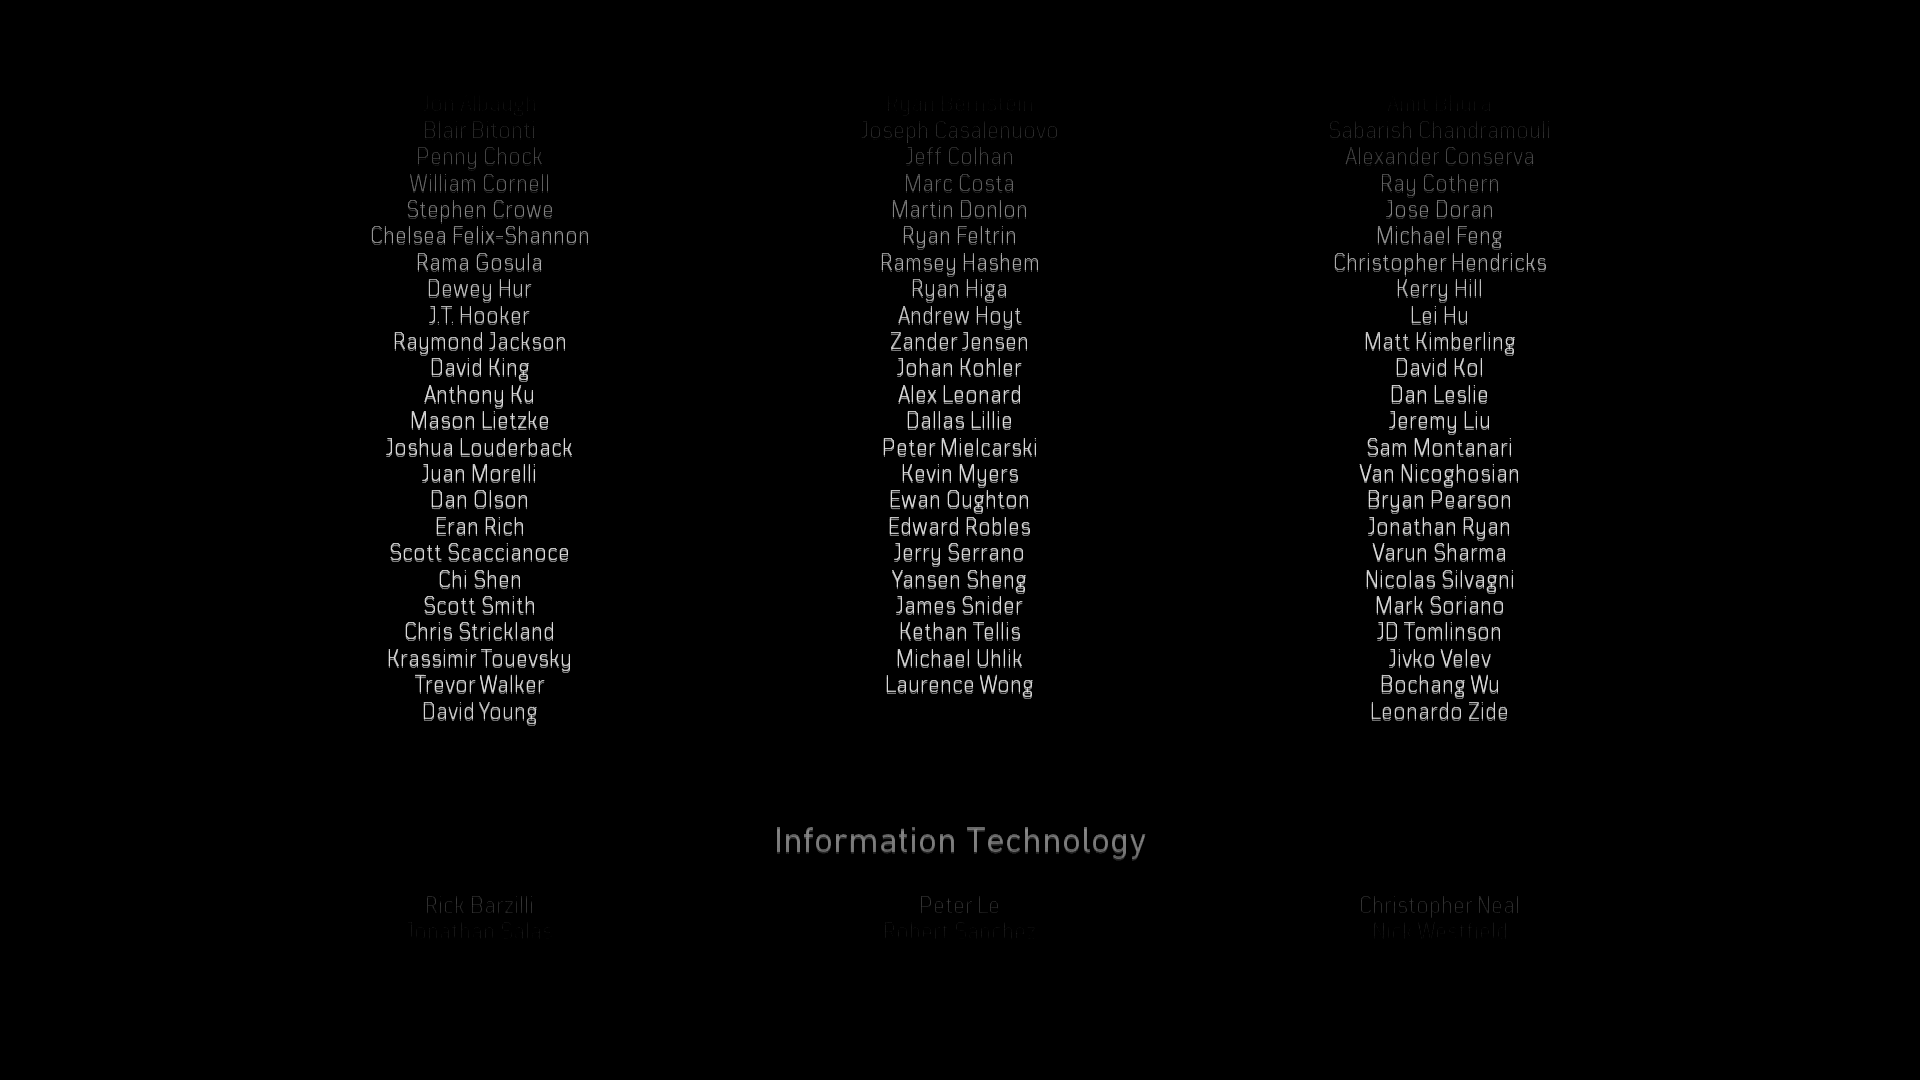 Blair Bitonti Joseph Casalenuovo Sabarish Chandramouli
Penny Chock Jeff Colhan Alexander Conserva
William Cornell Marc Costa Ray Cothern
Stephen Crowe Martin Donlon Jose Doran
Chelsea Felix-Shannon Ryan Feltrin Michael Feng
Rama Gosula Ramsey Hashem Christopher Hendricks
Dewey Hur Ryan Higa Kerry Hill
J.T. Hooker Andrew Hoyt Lei Hu
Raymond Jackson Zander Jensen Matt Kimberling
David King Johan Kohler David Kol
Anthony Ku Alex Leonard Dan Leslie
Mason Lietzke Dallas Lillie Jeremy Liu
Joshua Louderback Peter Mielcarski Sam Montanari
Juan Morelli Kevin Myers Van Nicoghosian
Dan Olson Ewan Oughton Bryan Pearson
Eran Rich Edward Robles Jonathan Ryan
Scott Scaccianoce Jerry Serrano Varun Sharma
Chi Shen Yansen Sheng Nicolas Silvagni
Scott Smith James Snider Mark Soriano
Chris Strickland Kethan Tellis JD Tomlinson
Krassimir Touevsky Michael Uhlik Jivko Velev
Trevor Walker Laurence Wong Bochang Wu
David Young Leonardo Zide
Information Technology
Rick Barzilli Peter Le Christopher Neal
Jonathan Salas Robert Sanchez Nick Westfield